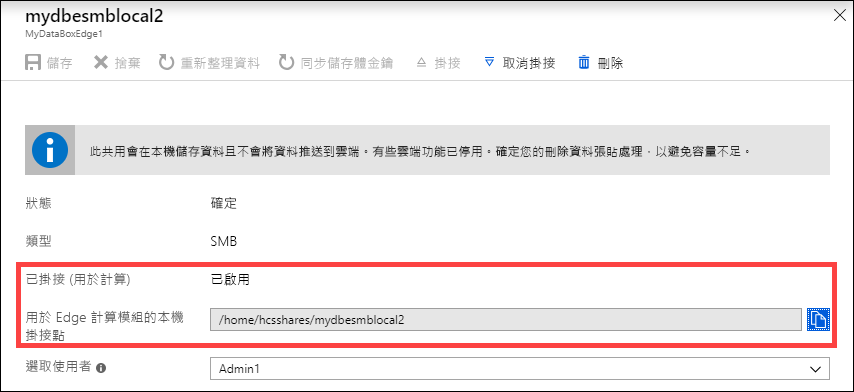 mydbesmblocal2
MyDataBoxEdge1
儲存 捨棄 重新整理資料 同步儲存體金鑰 掛接 取消掛接 刪除
此共用會在本機儲存資料且不會將資料推送到雲端。有些雲端功能已停用。確定您的刪除資料張貼處理，以避免容量不足。
狀態 確定
類型 SMB
已掛接 (用於計算) 已啟用
用於 Edge 計算模組的本機 /home/hcsshares/mydbesmblocal2
掛接點
選取使用者 Admin1